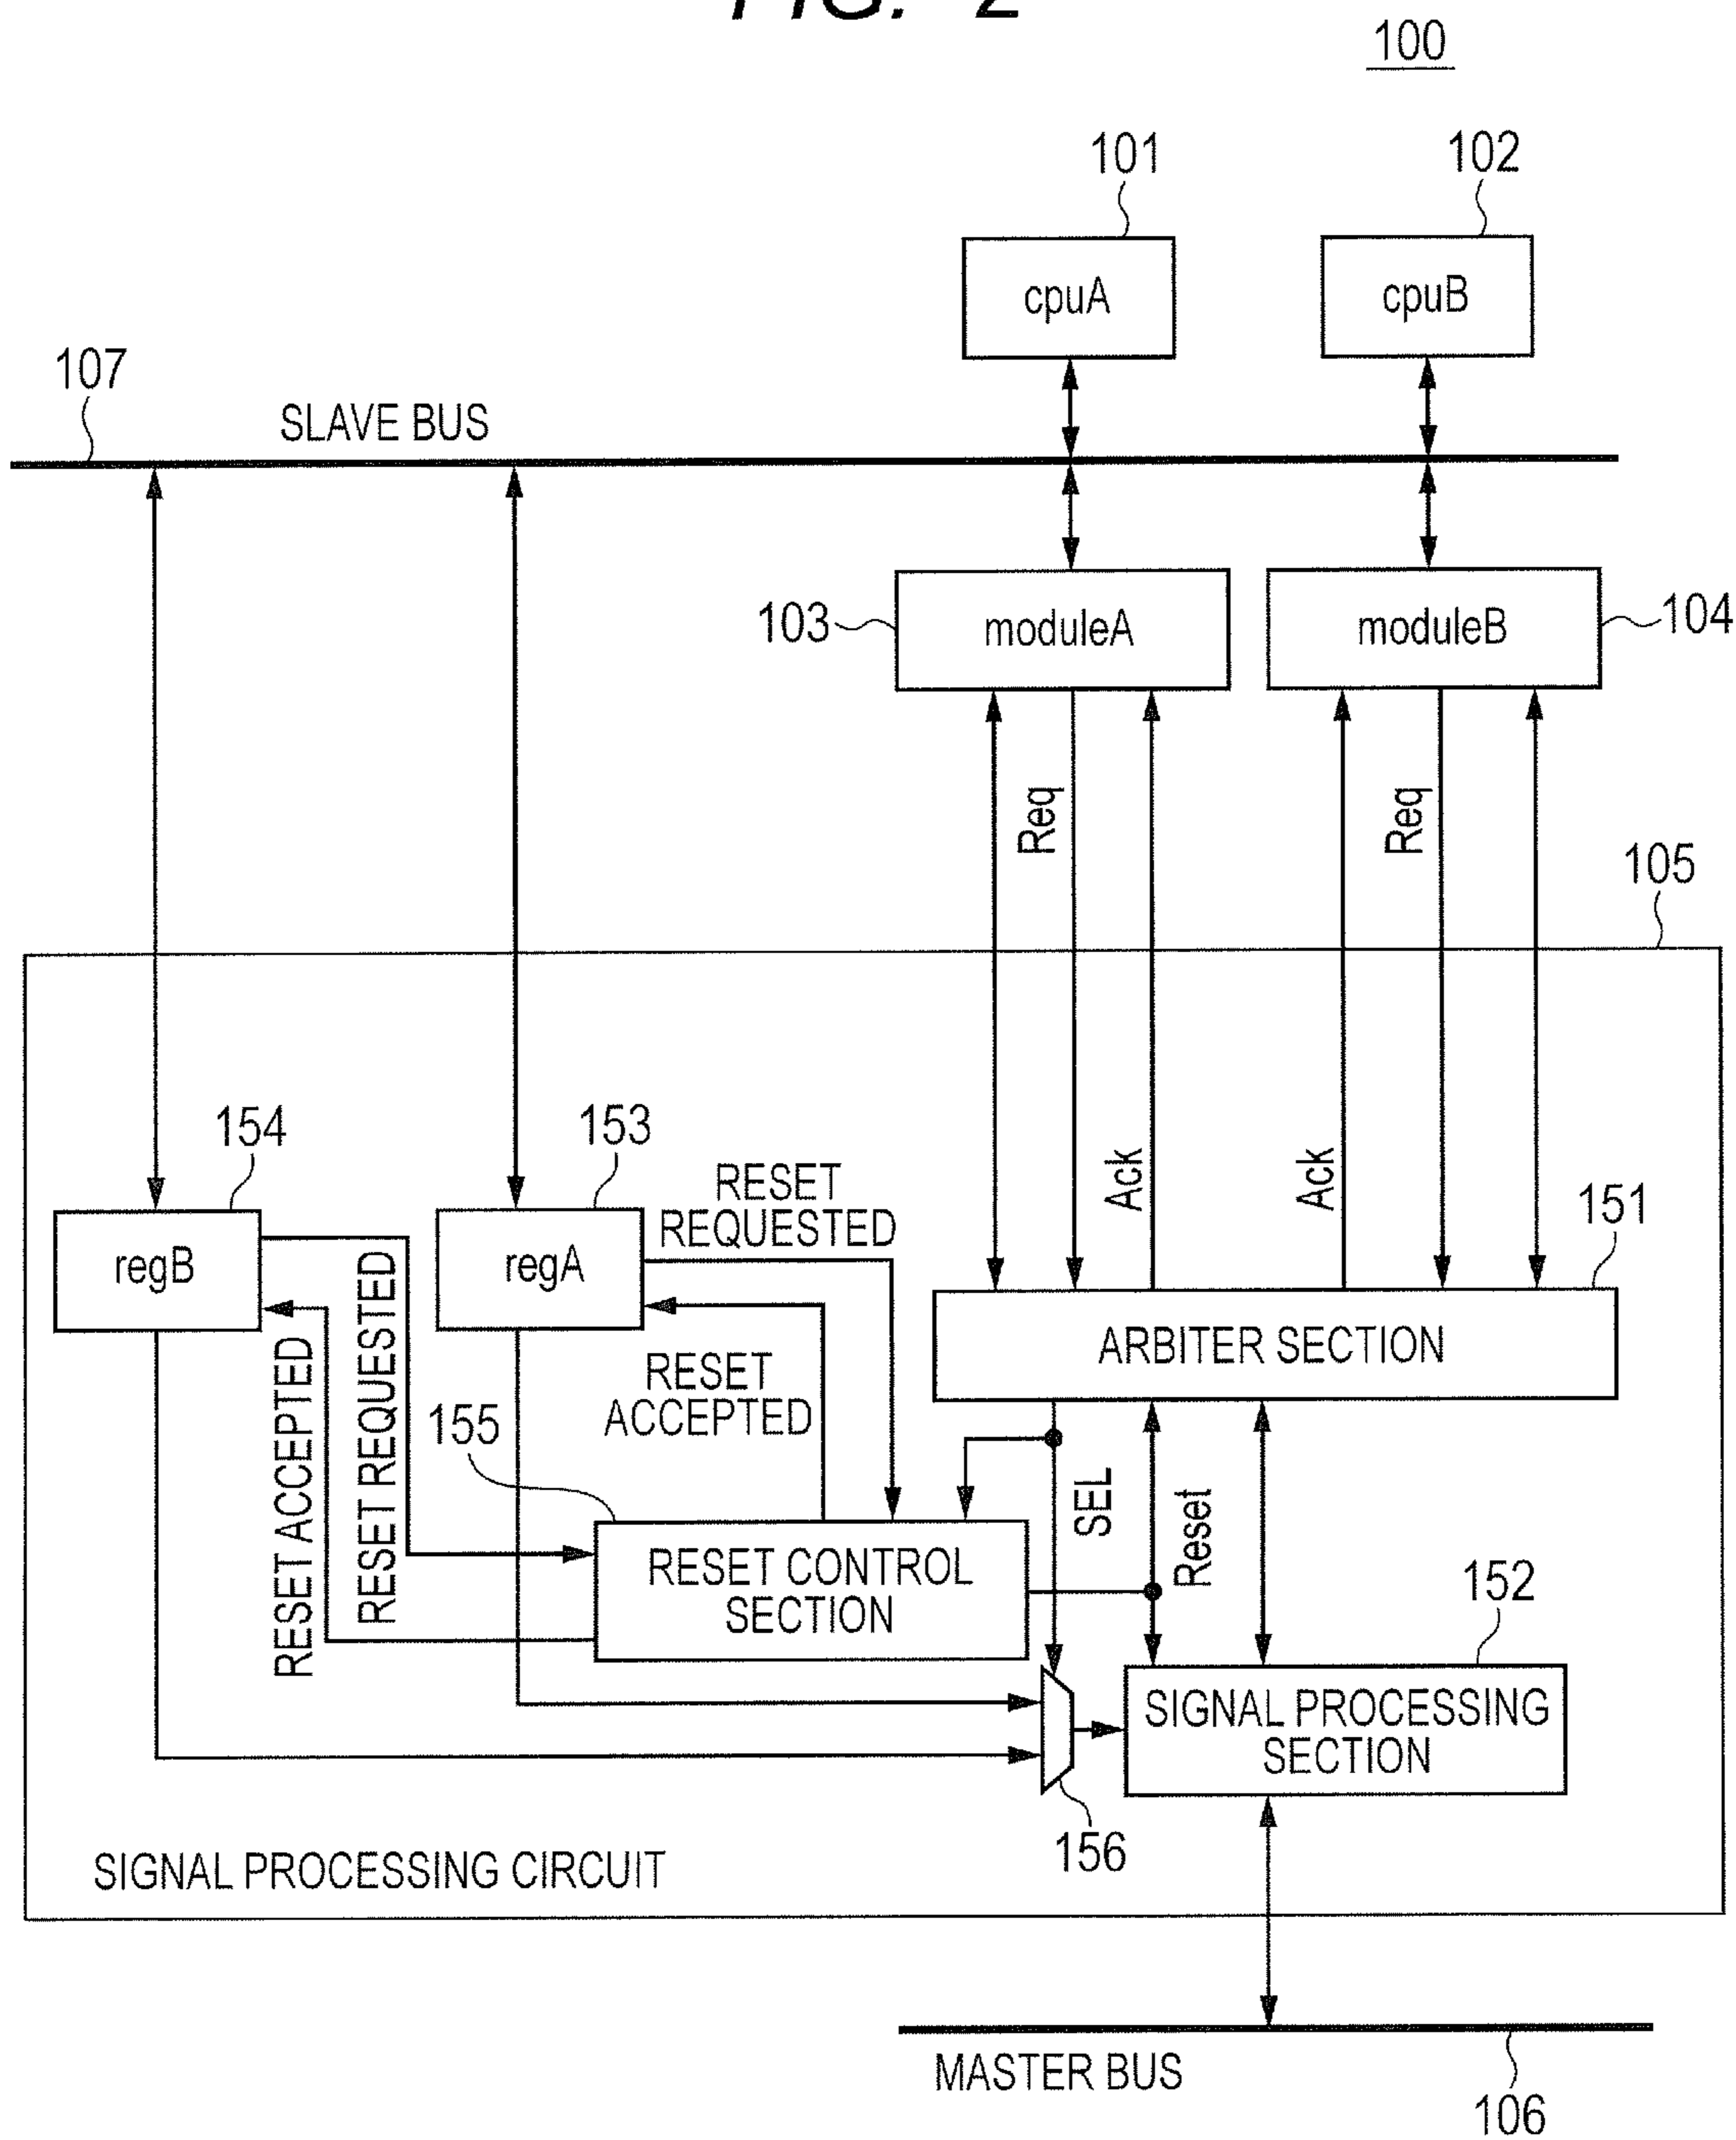 FIG. 2
100
101
102
cpuA
cpuB
107
SLAVE BUS
103
moduleA
moduleB
104
Req
Req
105
154
153
RESET
REQUESTED
Ack
Ack
151
regB
regA
ARBITER SECTION
RESET ACCEPTED
RESET REQUESTED
RESET
ACCEPTED
155
SEL
Reset
RESET CONTROL
SECTION
152
SIGNAL PROCESSING
SECTION
156
SIGNAL PROCESSING CIRCUIT
MASTER BUS
106